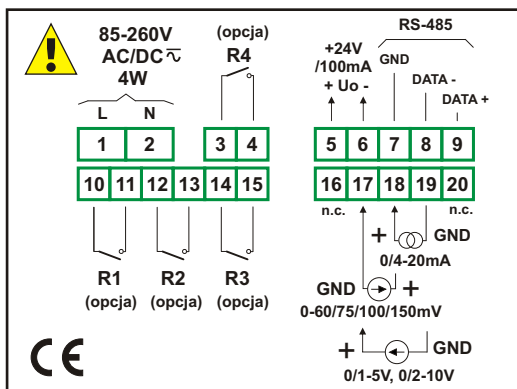 85-260V
AC/DC
4W
L N
(opcja)
R4
RS-485
+24V
/100mA
+ Uo -
GND
DATA -
DATA +
1 2 3 4 5 6 7 8 9
10 11 12 13 14 15 16 17 18 19 20
n.c. n.c.
R1
(opcja)
R2
(opcja)
R3
(opcja)
+ GND
0/4-20mA
GND +
0-60/75/100/150mV
+ GND
0/1-5V, 0/2-10V
CE